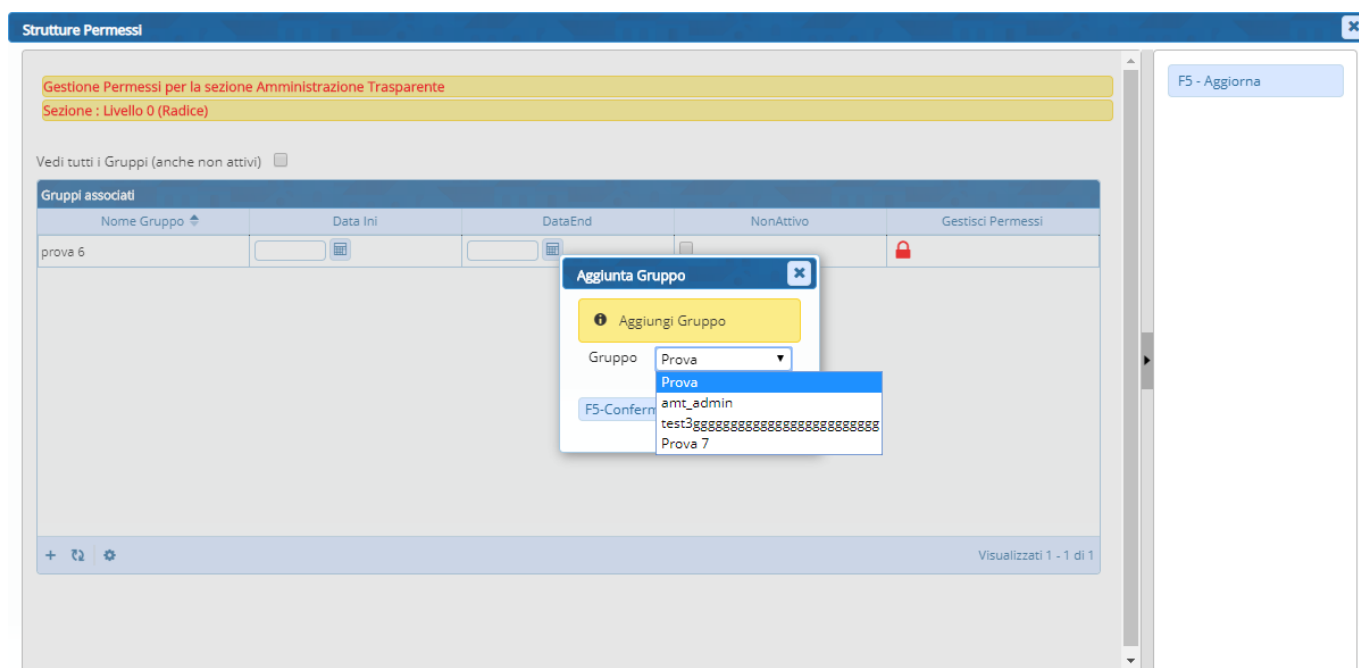 Strutture Permessi
F5 - Aggiorna
Gestione Permessi per la sezione Amministrazione Trasparente
Sezione : Livello 0 (Radice)
Vedi tutti i Gruppi (anche non attivi)
Gruppi associati
Nome Gruppo Data Ini DataEnd NonAttivo Gestisci Permessi
prova 6
Aggiunta Gruppo
Aggiungi Gruppo
Gruppo Prova
Prova
F5-Conferm
amt_admin
test3ggggggggggggggggggggggggg
Prova 7
Visualizzati 1 - 1 di 1